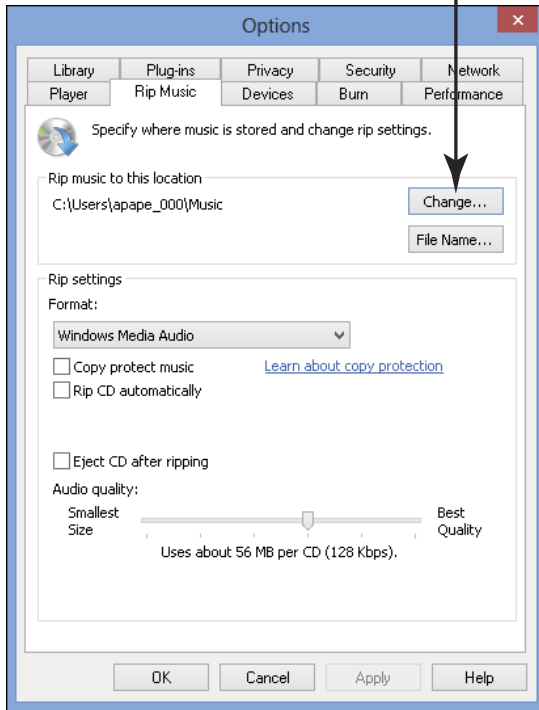 Options
Library Plug-ins Privacy Security Network
Player Rip Music Devices Burn Performance
Specify where music is stored and change rip settings.
Rip music to this location
C:\Users\apape_000\Music
Change...
File Name...
Rip settings
Format:
Windows Media Audio
Copy protect music Learn about copy protection
Rip CD automatically
Eject CD after ripping
Audio quality:
Smallest Best
Size Quality
Uses about 56 MB per CD (128 Kbps).
OK Cancel Apply Help